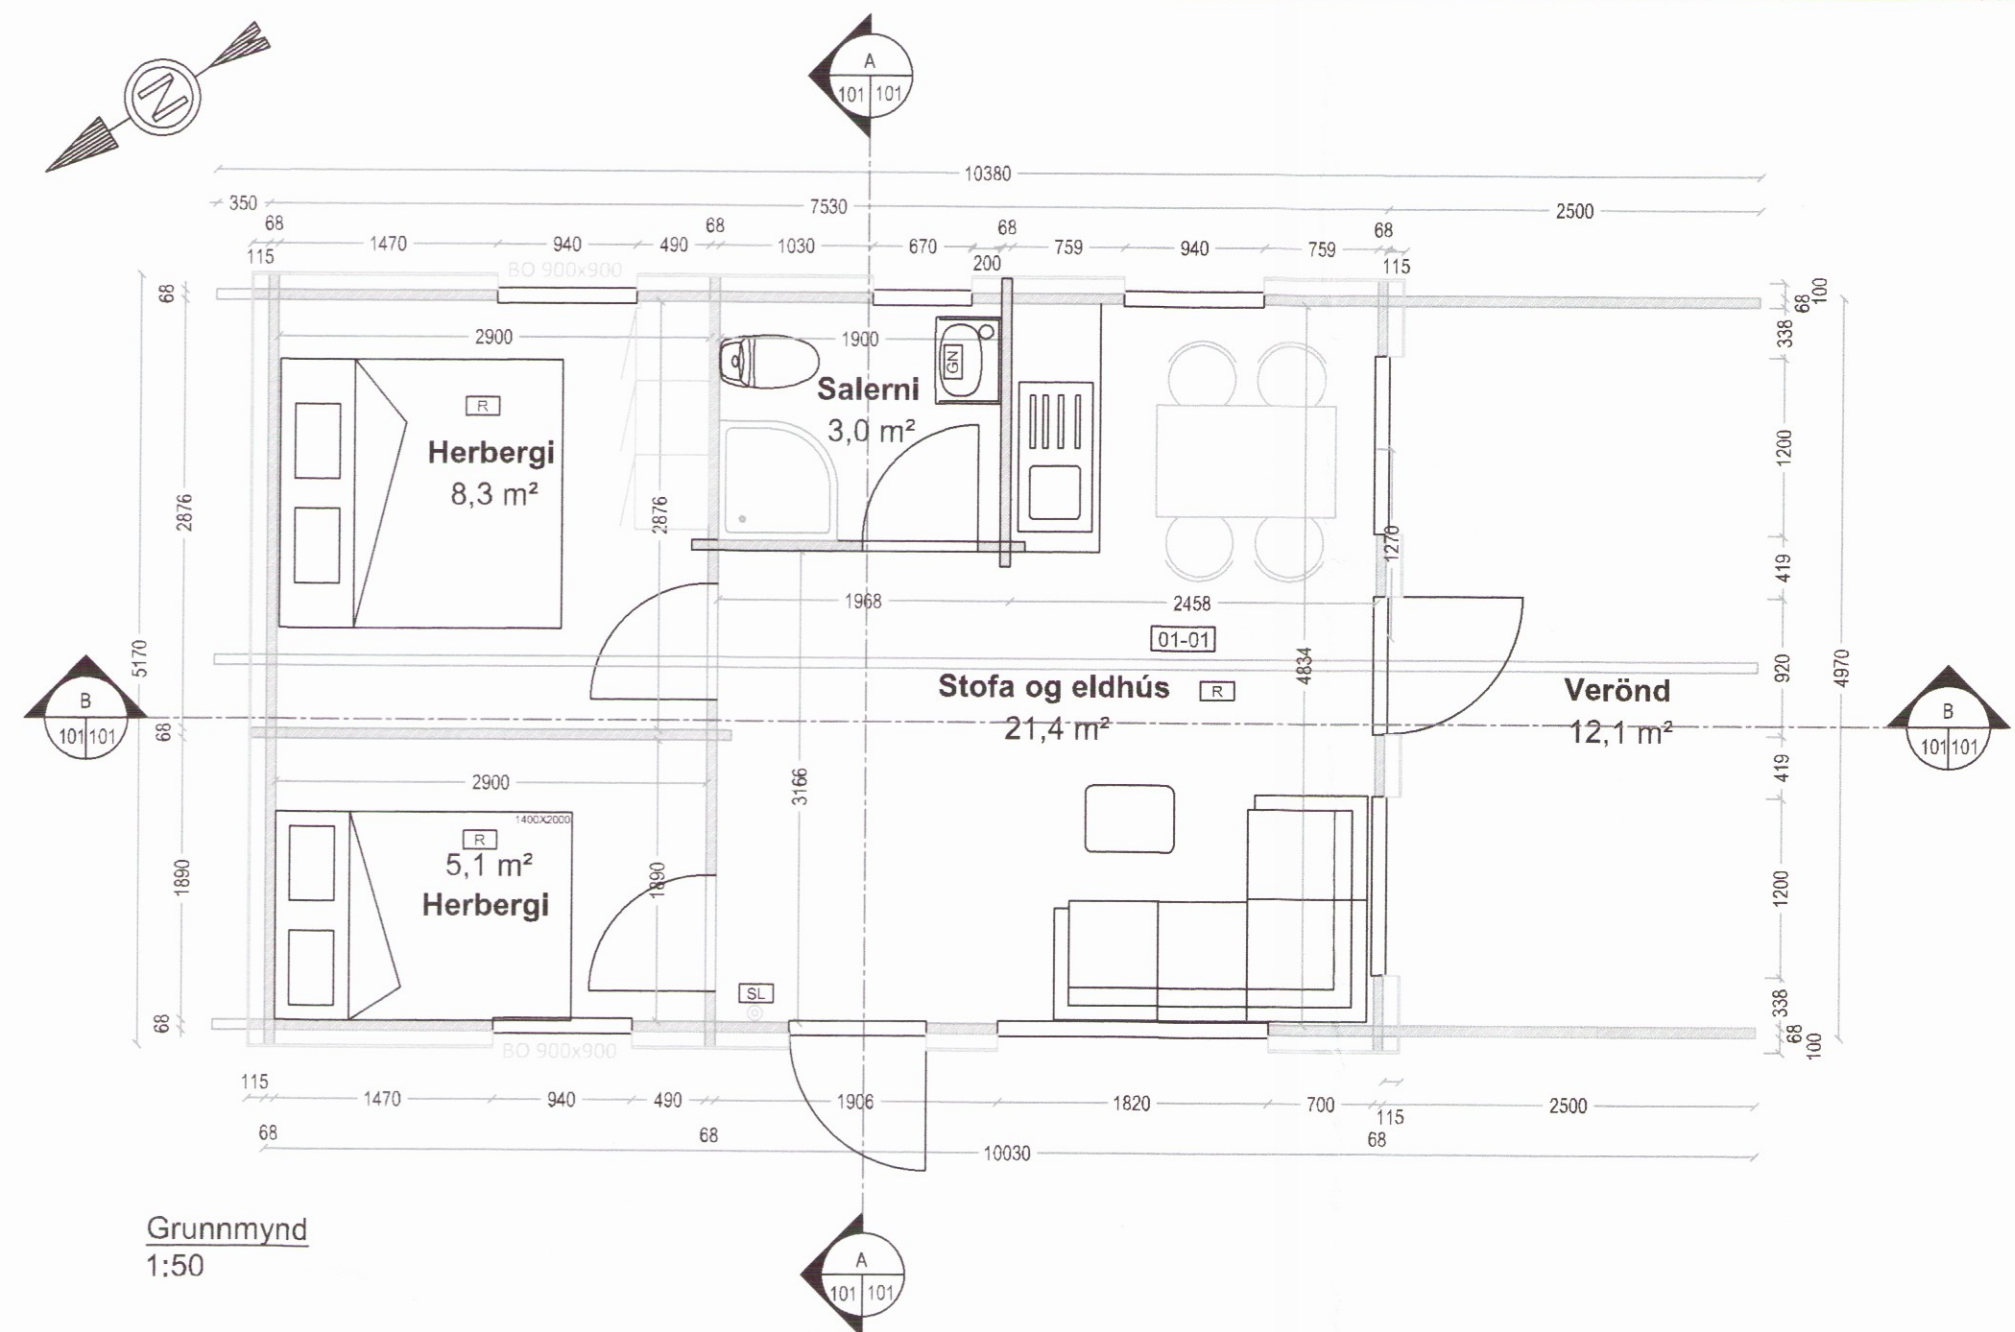 N
A
101 101
10380
350 7530 2500
68 68 68 68
1470 940 490 1030 670 759 940 759
115 200 115
BO 900x900
68 68 100
2900 1900 338
GN
Salerni
3,0 m²
R
Herbergi
8,3 m²
1200
2876 2876 1270 419
1968 2458
01-01
5170 4834 920 4970
Stofa og eldhús R Verönd
21,4 m² 12,1 m²
B
101 101
B
101 101
68
2900 3166 419
1400X2000
R
5,1 m²
Herbergi
1890 1890 1200
SL
68 338
68 100
BO 900x900
115
1470 940 490 1906 1820 700 2500
115
68 68 68
10030
Grunnmynd
1:50
A
101 101